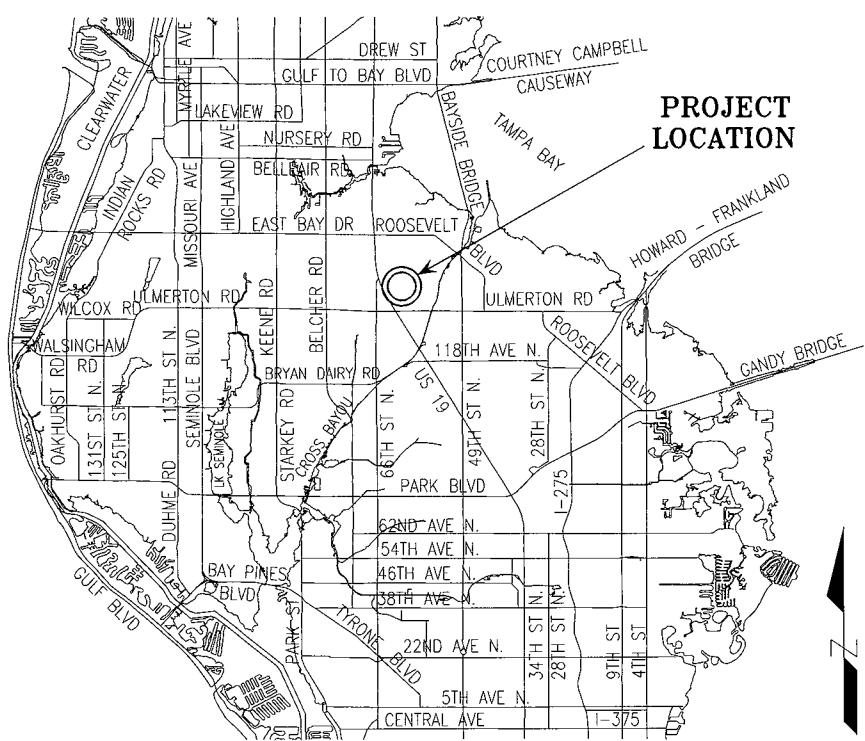 DREW ST
GULF TO BAY BLVD
COURTNEY CAMPBELL
CAUSEWAY
MYRTLE AVE
CLEARWATER
LAKEVIEW RD
HIGHLAND AVE
NURSERY RD
BELLEAIR RD
BAYSIDE BRIDGE
TAMPA BAY
PROJECT
LOCATION
INDIAN
ROCKS RD
MISSOURI AVE
EAST BAY DR
ROOSEVELT
BLVD
HOWARD - FRANKLAND
BRIDGE
WILCOX RD
ULMERTON RD
KEENE RD
BELCHER RD
ULMERTON RD
WALSINGHAM
RD
ROOSEVELT BLVD
118TH AVE N.
GANDY BRIDGE
BRYAN DAIRY RD
US 19
OAKHURST RD
131ST ST N.
125TH ST N.
113TH ST N.
SEMINOLE BLVD
LK SEMINOLE
STARKEY RD
CROSS BAYOU
66TH ST N.
49TH ST N.
28TH ST N.
PARK BLVD
I-275
DUHME RD
62ND AVE N.
54TH AVE N.
46TH AVE N.
38TH AVE N.
BAY PINES
BLVD
GULF BLVD
PARK ST
TYRONE BLVD
22ND AVE N.
34TH ST N.
28TH ST N.
9TH ST
4TH ST
5TH AVE N.
CENTRAL AVE
I-375
N